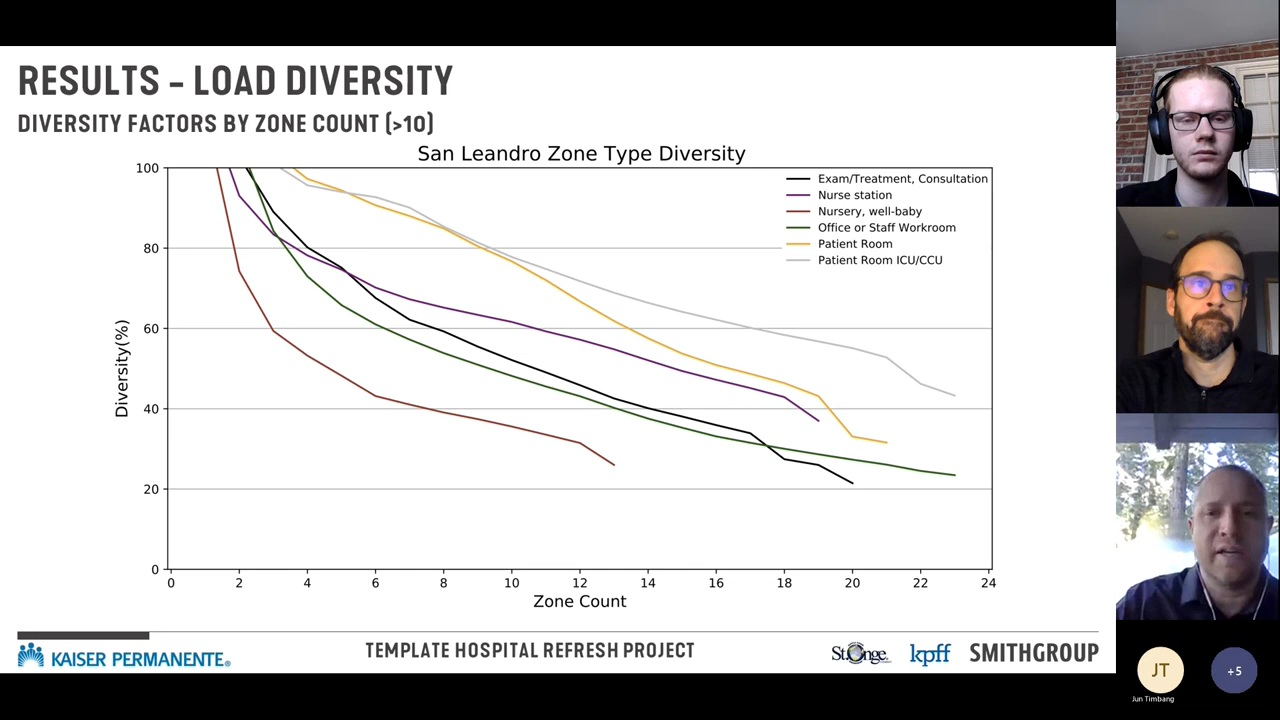 RESULTS - LOAD DIVERSITY
DIVERSITY FACTORS BY ZONE COUNT (>10)
San Leandro Zone Type Diversity
Exam/Treatment, Consultation
Nurse station
Nursery, well-baby
Office or Staff Workroom
Patient Room
Patient Room ICU/CCU
Diversity(%)
100
80
60
40
20
0
0 2 4 6 8 10 12 14 16 18 20 22 24
Zone Count
KAISER PERMANENTE®
TEMPLATE HOSPITAL REFRESH PROJECT
St. Onge
kpff
SMITHGROUP
JT
Jun Timbang
+5